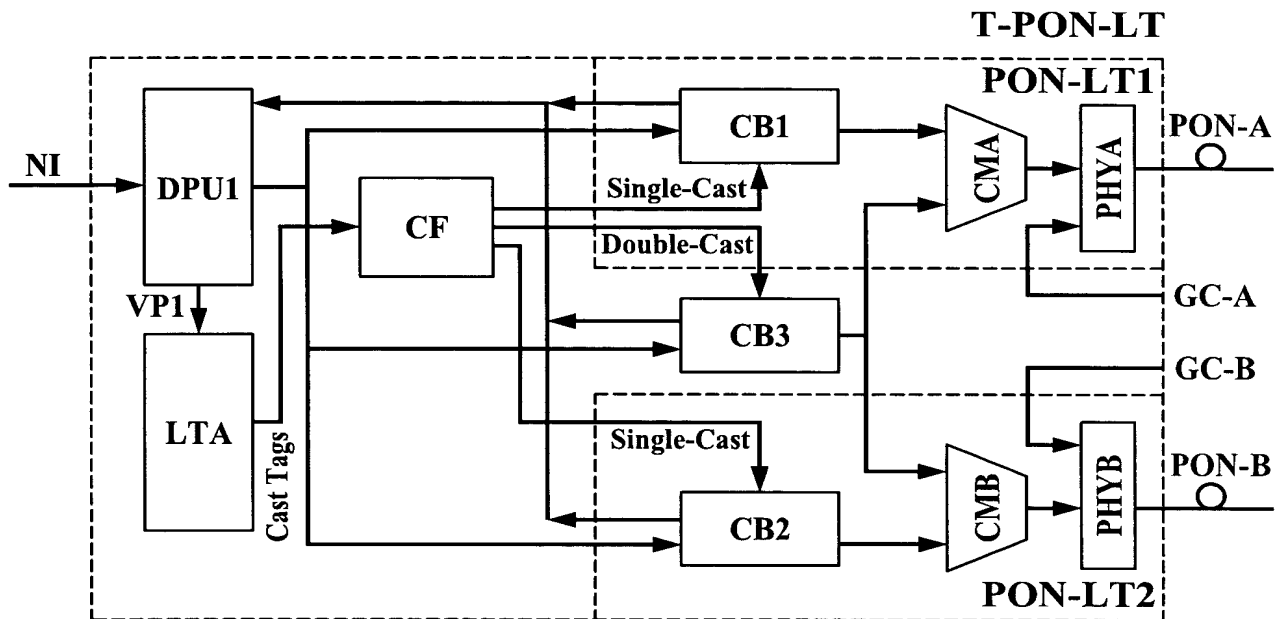 T-PON-LT
PON-LT1
CB1
PON-A
CMA
PHYA
NI
DPU1
Single-Cast
CF
Double-Cast
VP1
GC-A
CB3
GC-B
LTA
Cast Tags
Single-Cast
CB2
CMB
PHYB
PON-B
PON-LT2